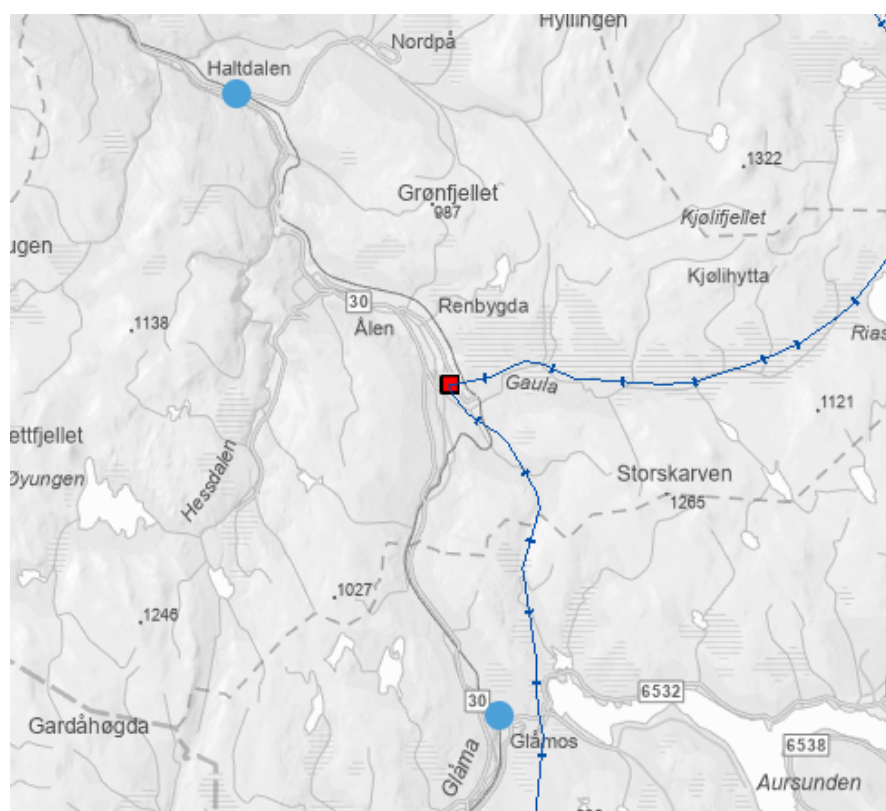 Hyllingen
Nordpå
Haltdalen
1322
Grønfjellet
987
Kjølifjellet
ugen
Kjølihytta
30
Renbygda
Ålen
1138
Rias
Gaula
1121
ettfjellet
Øyungen
Hessdalen
Storskarven
1265
1027
1246
6532
30
Gardåhøgda
Glåmos
6538
Glåma
Aursunden